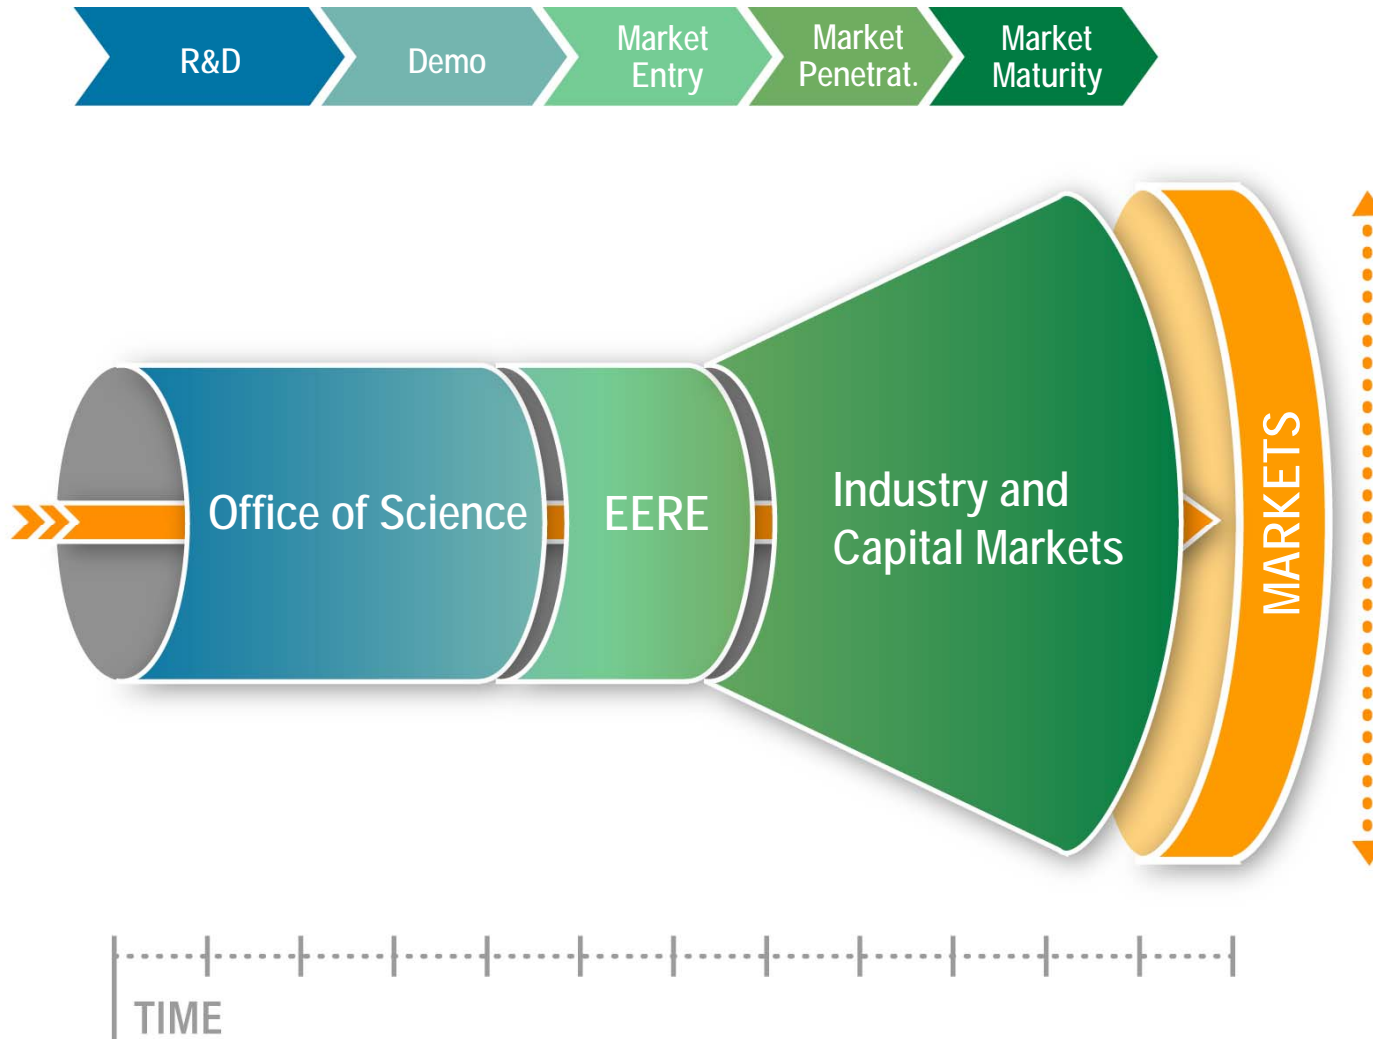 R&D
Demo
Market
Entry
Market
Penetrat.
Market
Maturity
Office of Science
EERE
Industry and
Capital Markets
MARKETS
TIME